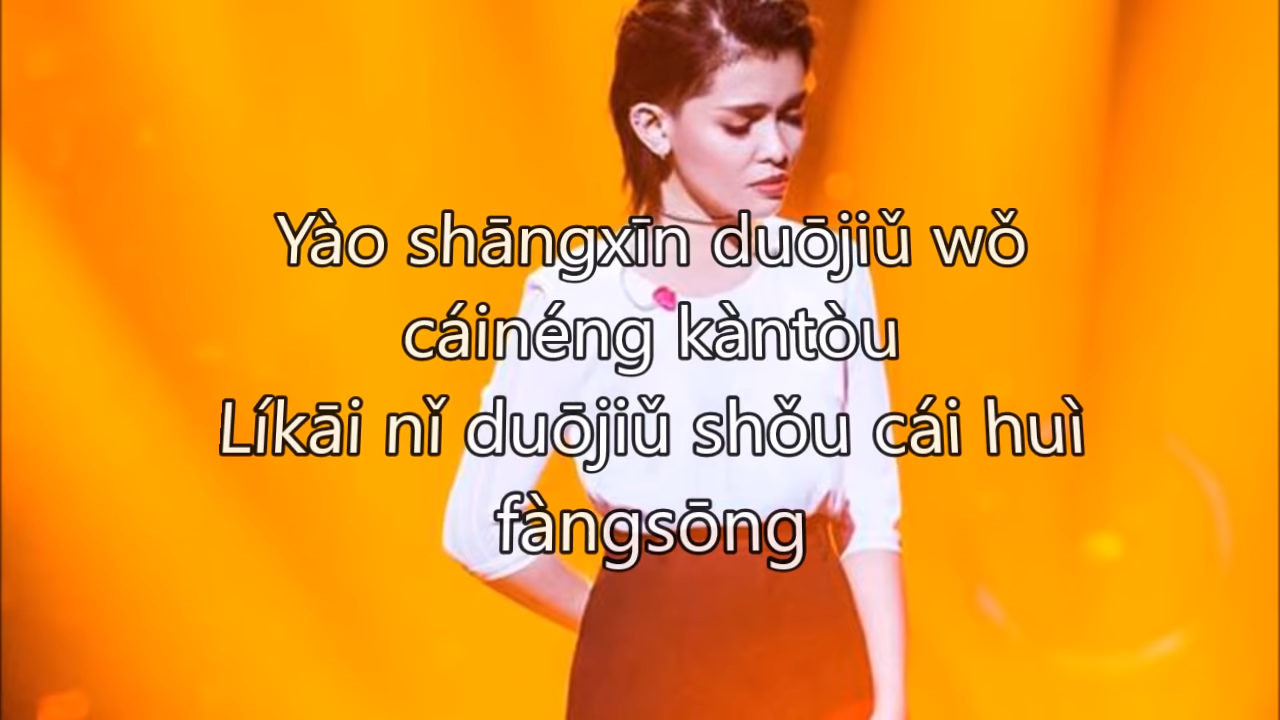 Yào shāngxīn duōjiǔ wǒ
cáinéng kàntòu
Líkāi nǐ duōjiǔ shǒu cái huì
fàngsōng